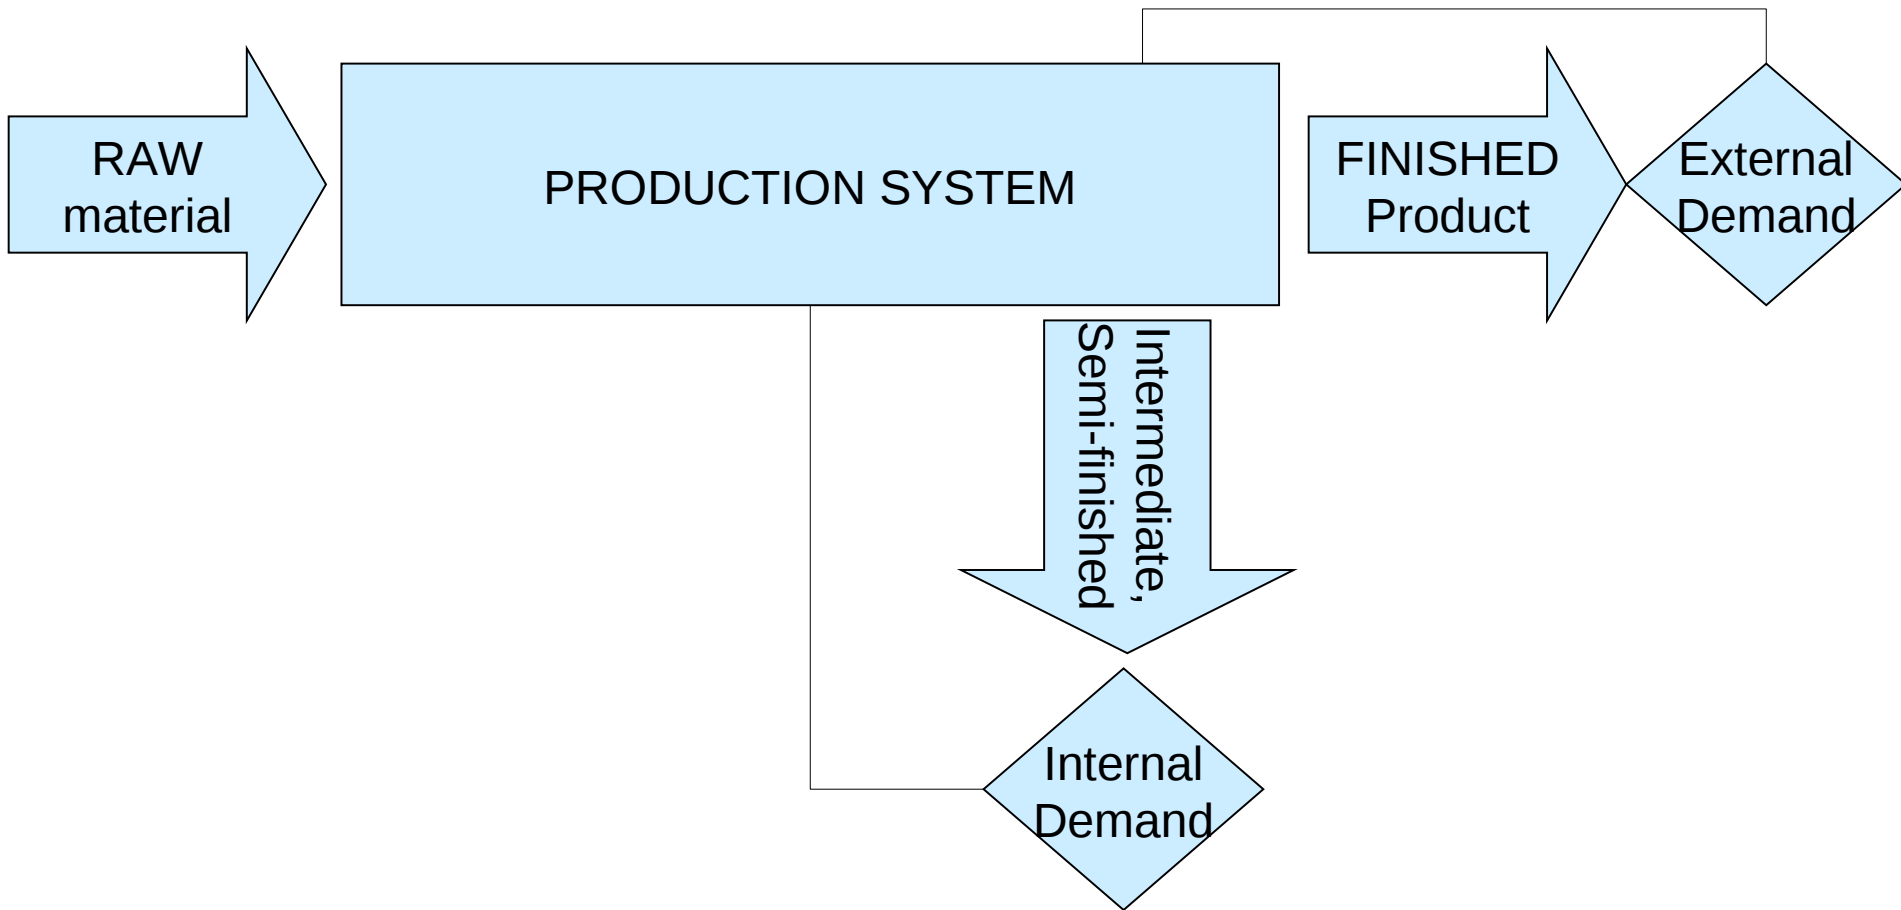 RAW
material
PRODUCTION SYSTEM
FINISHED
Product
External
Demand
Intermediate,
Semi-finished
Internal
Demand